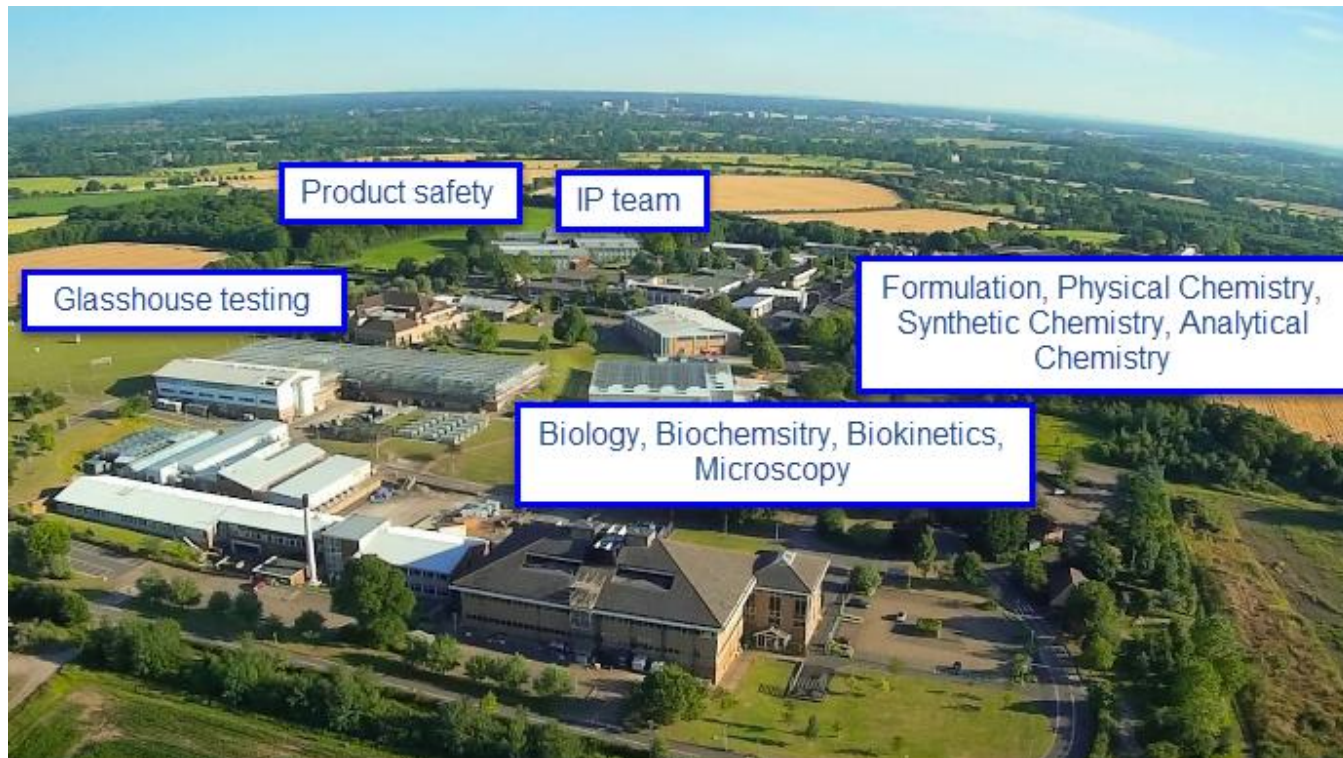 Product safety
IP team
Glasshouse testing
Formulation, Physical Chemistry,
Synthetic Chemistry, Analytical
Chemistry
Biology, Biochemsitry, Biokinetics,
Microscopy